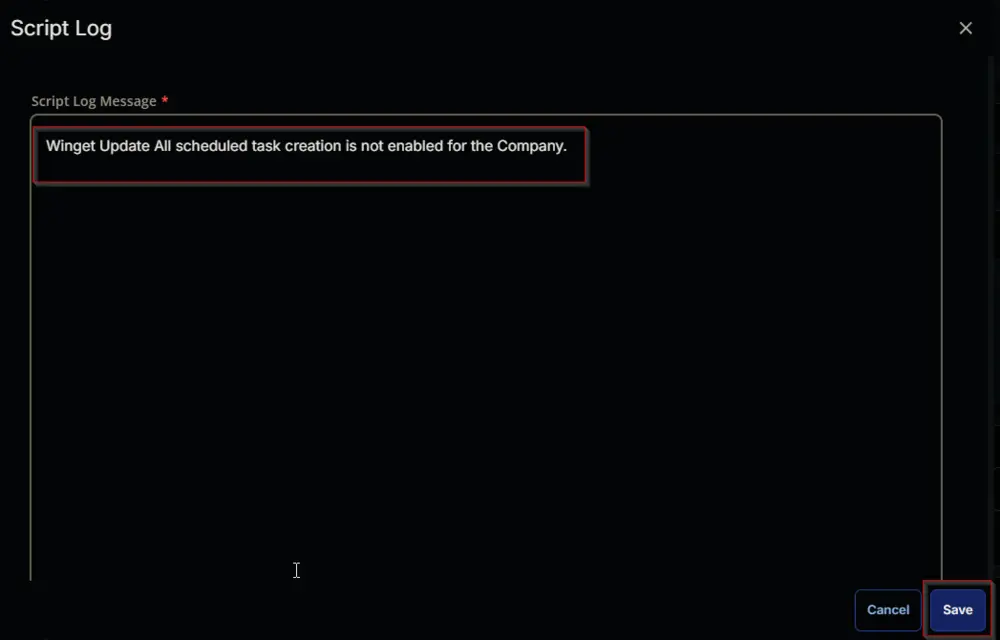 Script Log
Script Log Message *
Winget Update All scheduled task creation is not enabled for the Company.
Cancel
Save